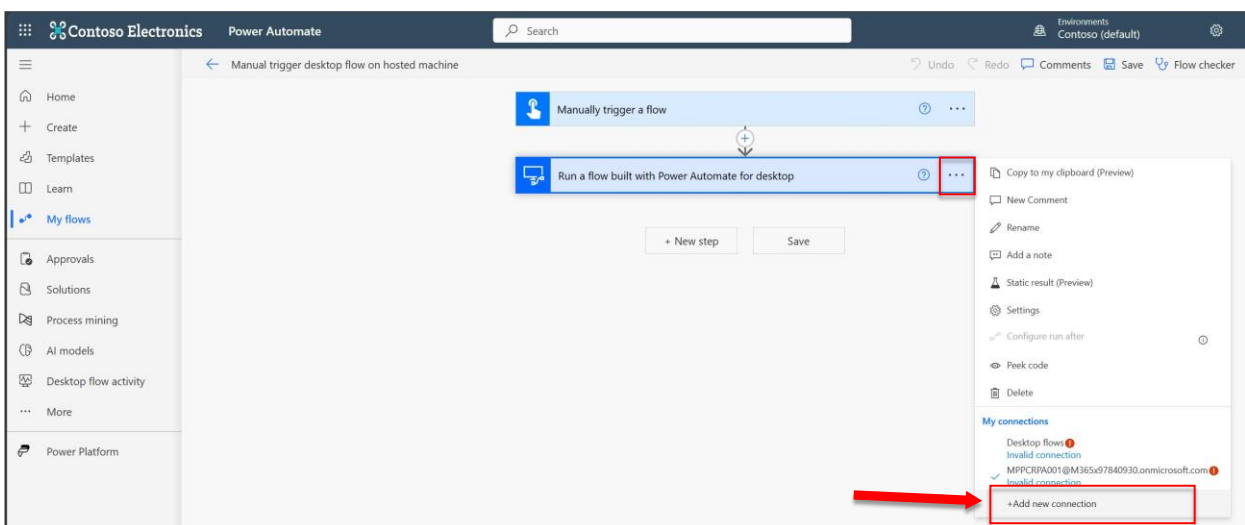 Contoso Electronics Power Automate Search Environments
Contoso (default)
Manual trigger desktop flow on hosted machine Undo Redo Comments Save Flow checker
Home
Create
Templates
Learn
My flows
Approvals
Solutions
Process mining
AI models
Desktop flow activity
More
Power Platform
Manually trigger a flow
Run a flow built with Power Automate for desktop
+ New step Save
Copy to my clipboard (Preview)
New Comment
Rename
Add a note
Static result (Preview)
Settings
Configure run after
Peek code
Delete
My connections
Desktop flows
Invalid connection
MPPCRPA001@M365x97840930.onmicrosoft.com
Invalid connection
+Add new connection